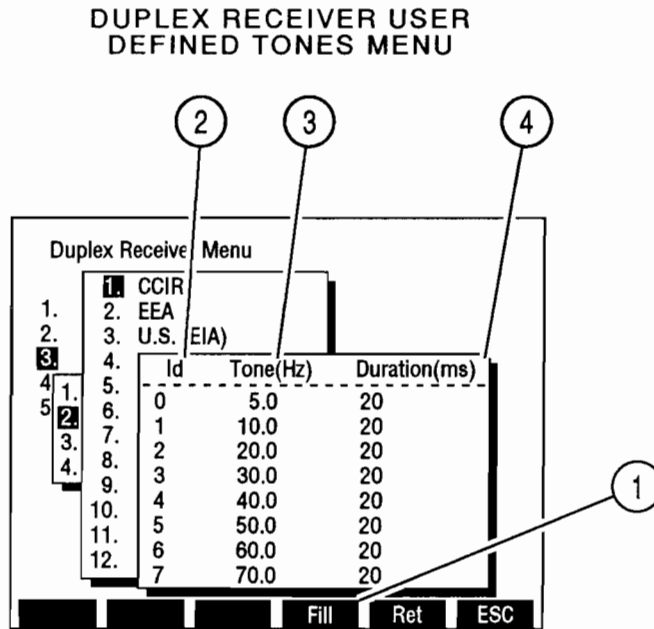 DUPLEX RECEIVER USER
DEFINED TONES MENU
2 3 4
Duplex Receive Menu
1. CCIR
2. EEA
3. U.S. EIA)
4.
5.
6.
7.
8.
9.
10.
11.
12.
1.
2.
3.
4
5
1.
2.
3.
4.
Id Tone(Hz) Duration(ms)
0 5.0 20
1 10.0 20
2 20.0 20
3 30.0 20
4 40.0 20
5 50.0 20
6 60.0 20
7 70.0 20
1
Fill Ret ESC